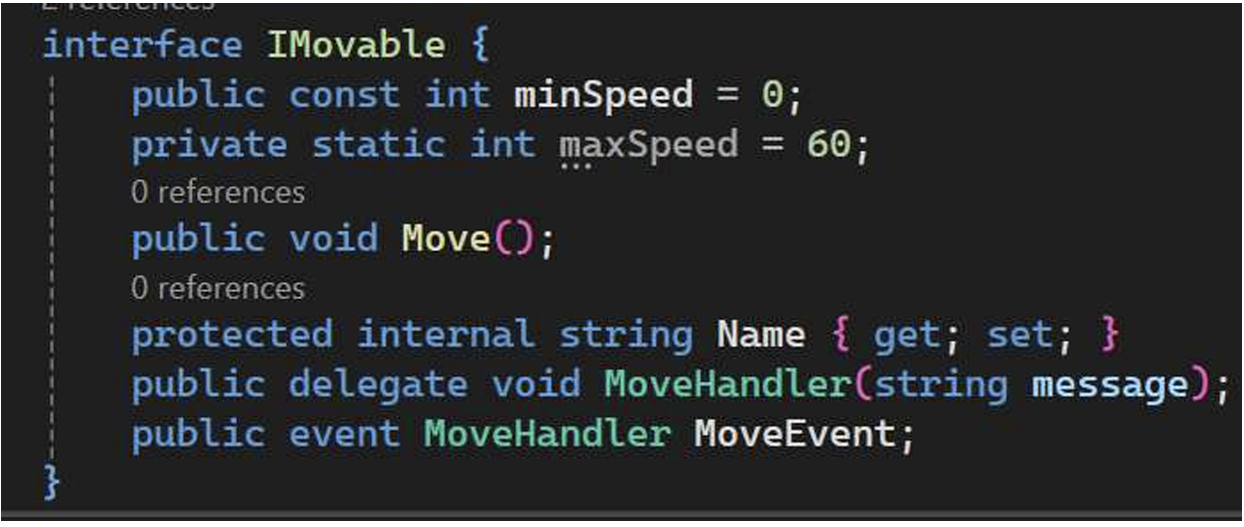 interface IMovable {
public const int minSpeed = 0;
private static int maxSpeed = 60;
0 references
public void Move();
0 references
protected internal string Name { get; set; }
public delegate void MoveHandler(string message);
public event MoveHandler MoveEvent;
}